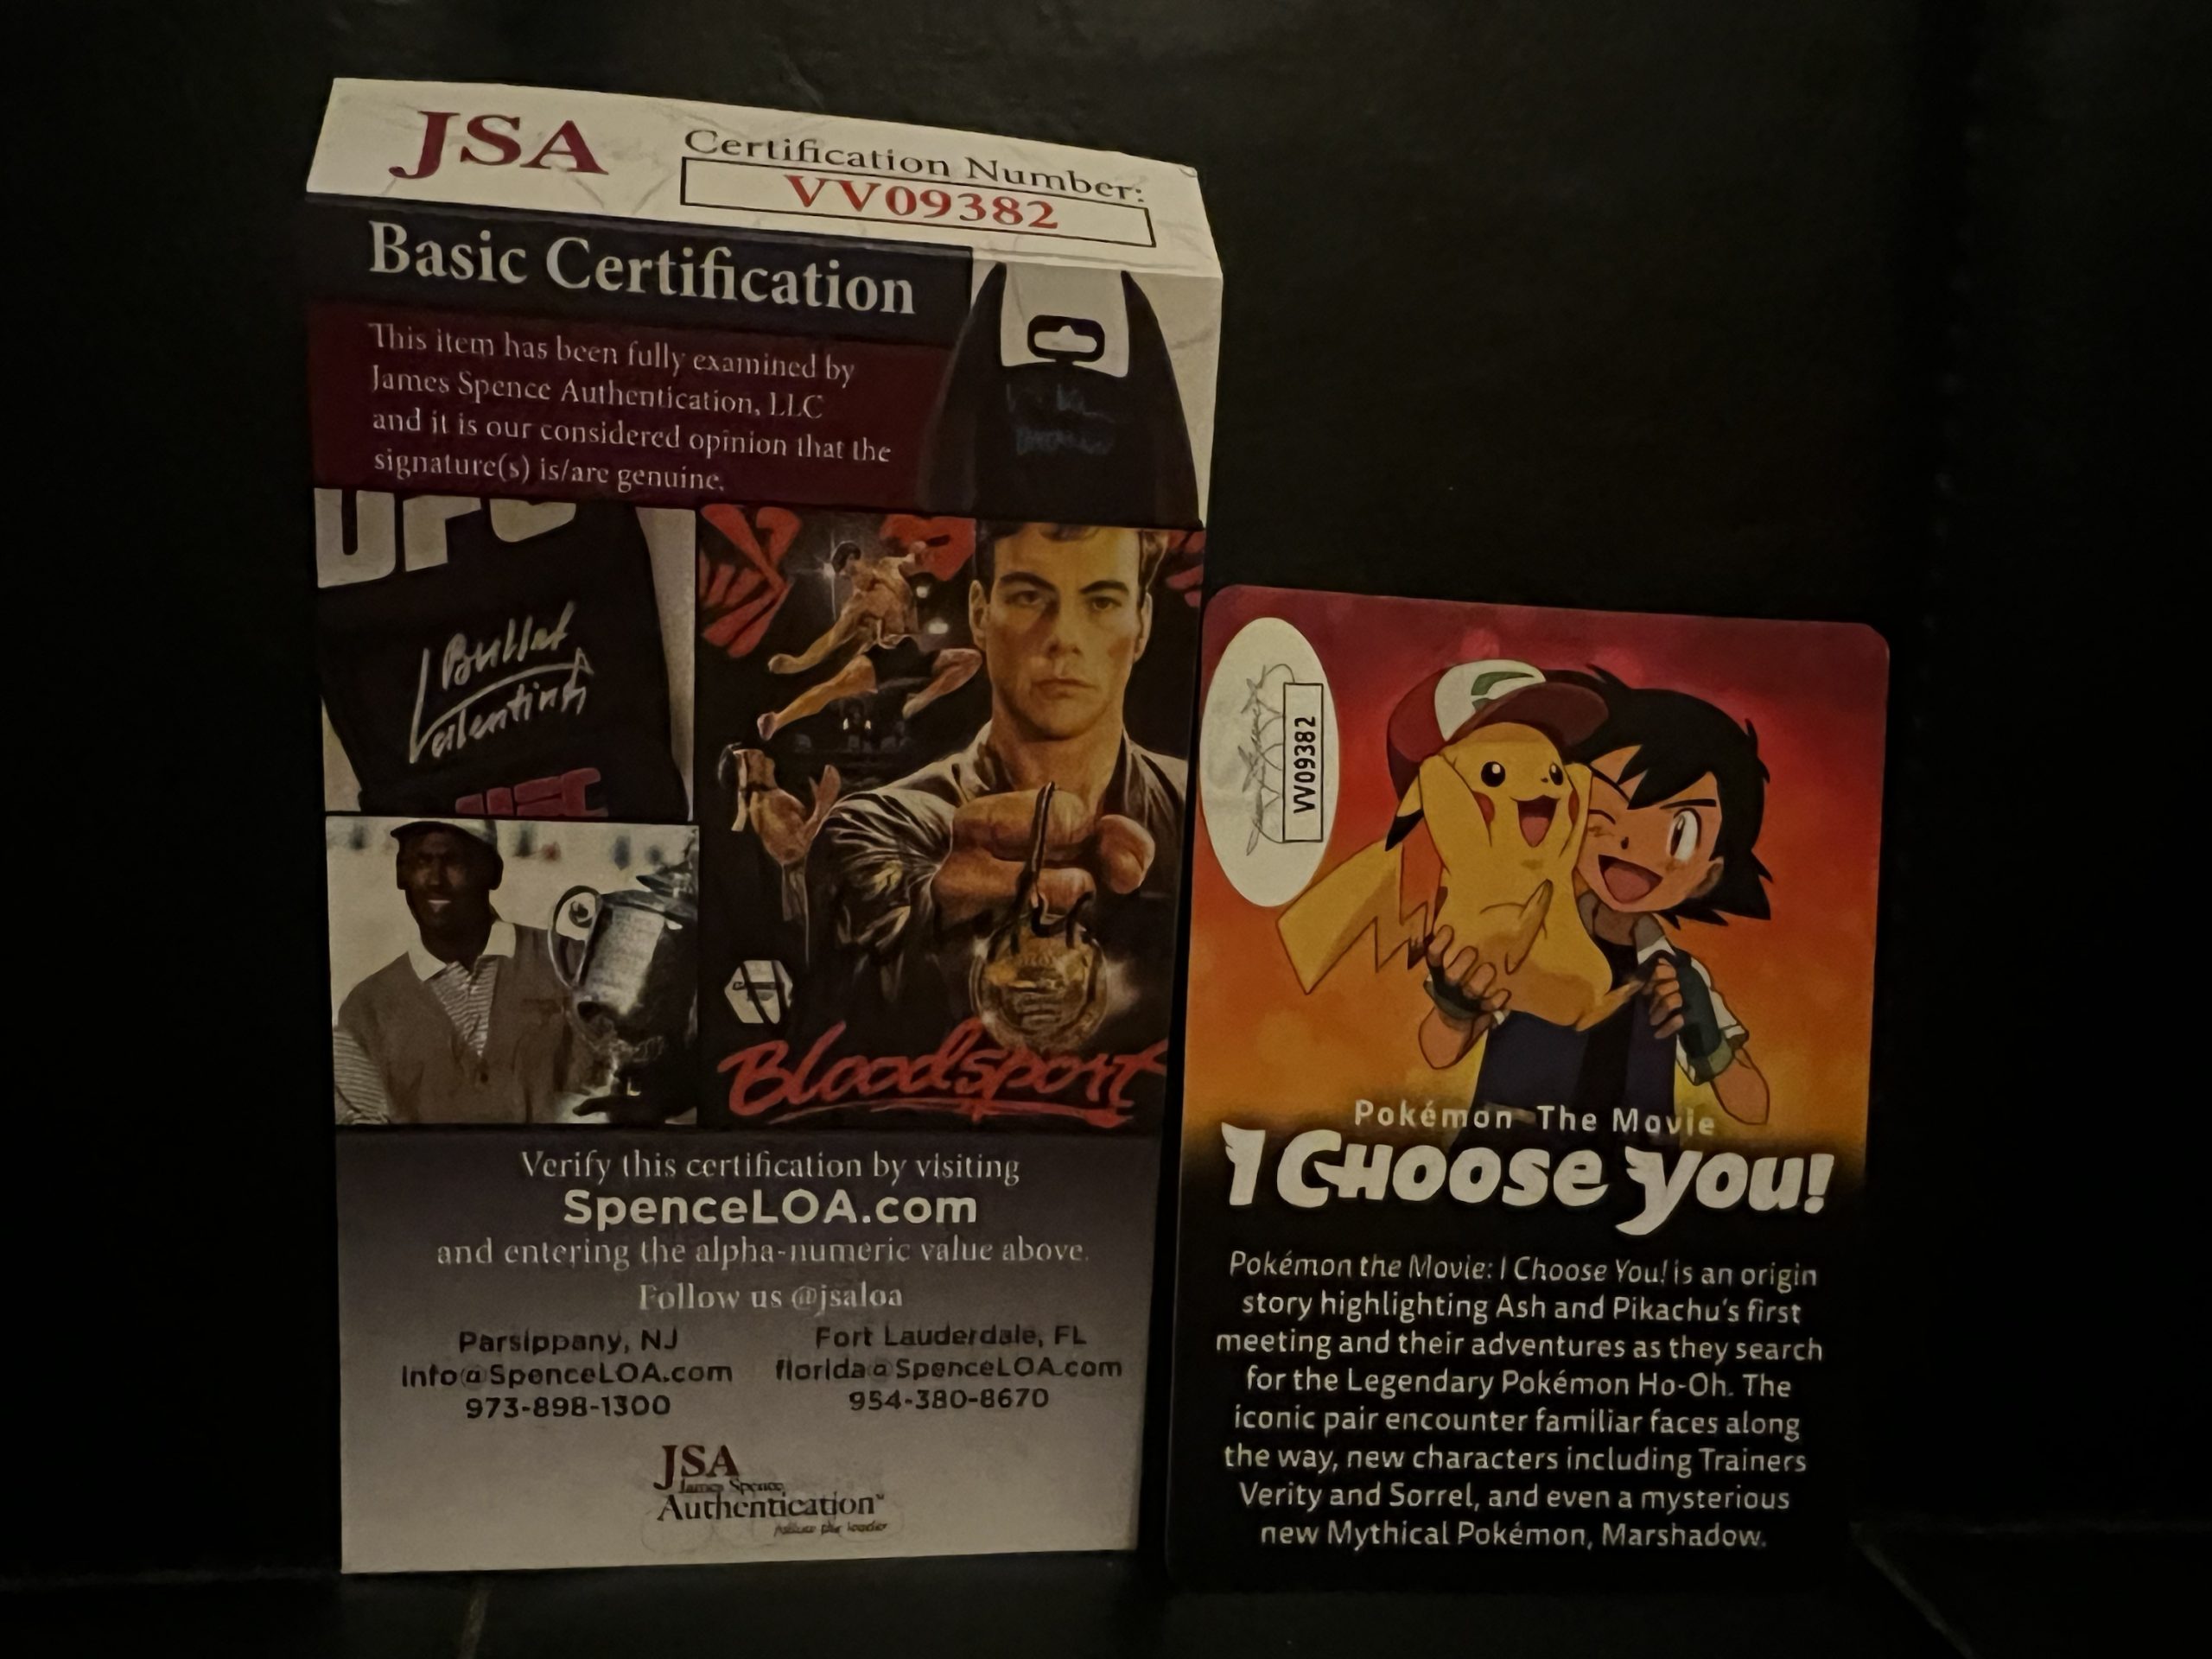 JSA
Certification Number:
VV09382
Basic Certification
This item has been fully examined by
James Spence Authentication, LLC
and it is our considered opinion that the
signature(s) is/are genuine.
UFC
Bullet
Valentina
UFC
Bloodsport
Verify this certification by visiting
SpenceLOA.com
and entering the alpha-numeric value above.
Follow us @jsaloa
Parsippany, NJ
info@SpenceLOA.com
973-898-1300
Fort Lauderdale, FL
florida@SpenceLOA.com
954-380-8670
JSA
James Spence
Authentication
VV09382
Pokémon The Movie
I Choose You!
Pokémon the Movie: I Choose You! is an origin
story highlighting Ash and Pikachu's first
meeting and their adventures as they search
for the Legendary Pokémon Ho-Oh. The
iconic pair encounter familiar faces along
the way, new characters including Trainers
Verity and Sorrel, and even a mysterious
new Mythical Pokémon, Marshadow.